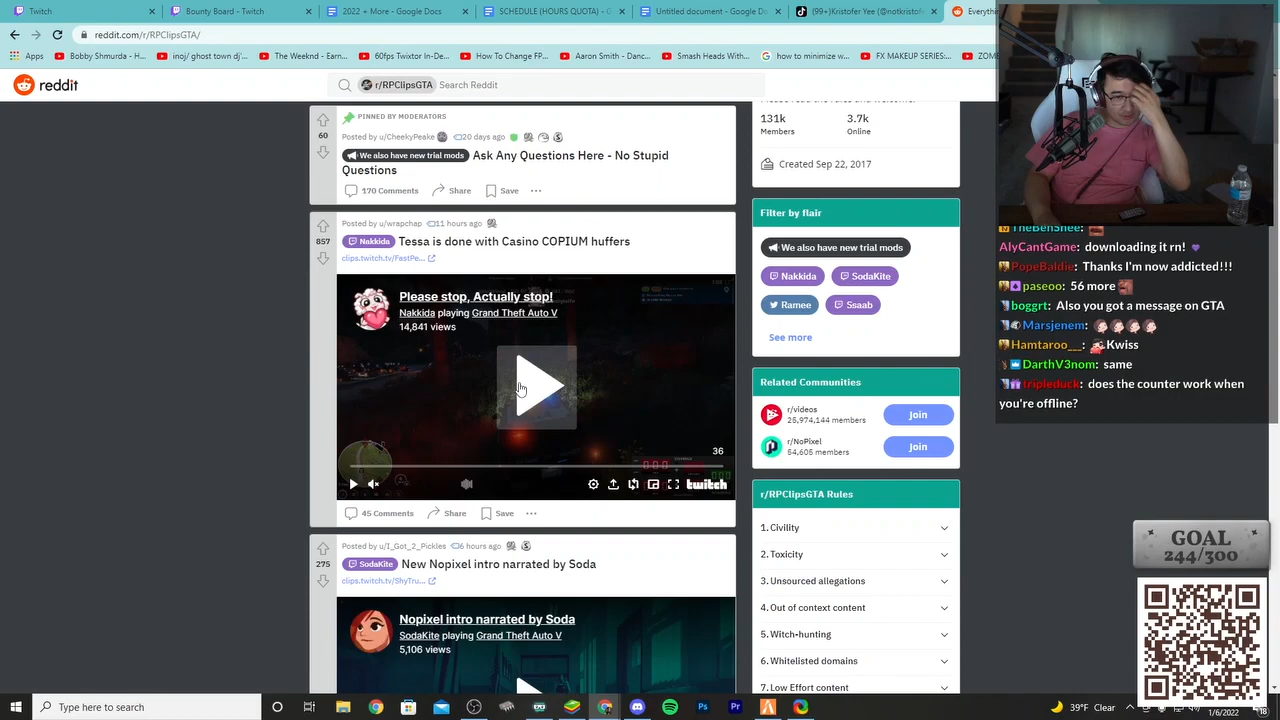 Twitch
Bounty Board - Twitch
2022 + More - Google Docs
SCHEDULE (HOURS QUOTA) - G
Untitled document - Google D
(99+)Kristofer Yee (@notkristof
Everythin
reddit.com/r/RPClipsGTA/
Apps
Bobby Shmurda - H...
inoj/ ghost town dj'...
The Weeknd - Earn...
60fps Twixtor In-De...
How To Create FP...
Aaron Smith - Danc...
Smash Heads With...
how to minimize w...
FX MAKEUP SERIES:...
reddit
r/RPClipsGTA
Search Reddit
PINNED BY MODERATORS
60
Posted by u/CheekyPeake
20 days ago
We also have new trial mods
Ask Any Questions Here - No Stupid
Questions
170 Comments
Share
Save
Posted by u/wrapchap
11 hours ago
857
Nakkida
Tessa is done with Casino COPIUM huffers
clips.twitch.tv/FastPe...
Please stop, Actually stop!
Nakkida playing Grand Theft Auto V
14,841 views
36
twitch
45 Comments
Share
Save
Posted by u/I_Got_2_Pickles
6 hours ago
275
SodaKite
New Nopixel intro narrated by Soda
clips.twitch.tv/ShyTru...
Nopixel intro narrated by Soda
SodaKite playing Grand Theft Auto V
5,106 views
131k
3.7k
Members
Online
Created Sep 22, 2017
Filter by flair
We also have new trial mods
Nakkida
SodaKite
Ramee
Ssaab
See more
Related Communities
r/videos
25,974,144 members
Join
r/NoPixel
54,605 members
Join
r/RPClipsGTA Rules
1. Civility
2. Toxicity
3. Unsourced allegations
4. Out of context content
5. Witch-hunting
6. Whitelisted domains
7. Low Effort content
TheBenShee:
AlyCantGame: downloading it rn!
PopeBaldie: Thanks I'm now addicted!!!
paseoo: 56 more
boggrt: Also you got a message on GTA
Marsjenem:
Hamtaroo___: Kwiss
DarthV3nom: same
tripleduck: does the counter work when
you're offline?
GOAL
244/300
Type here to search
39°F Clear
1/6/2022
18